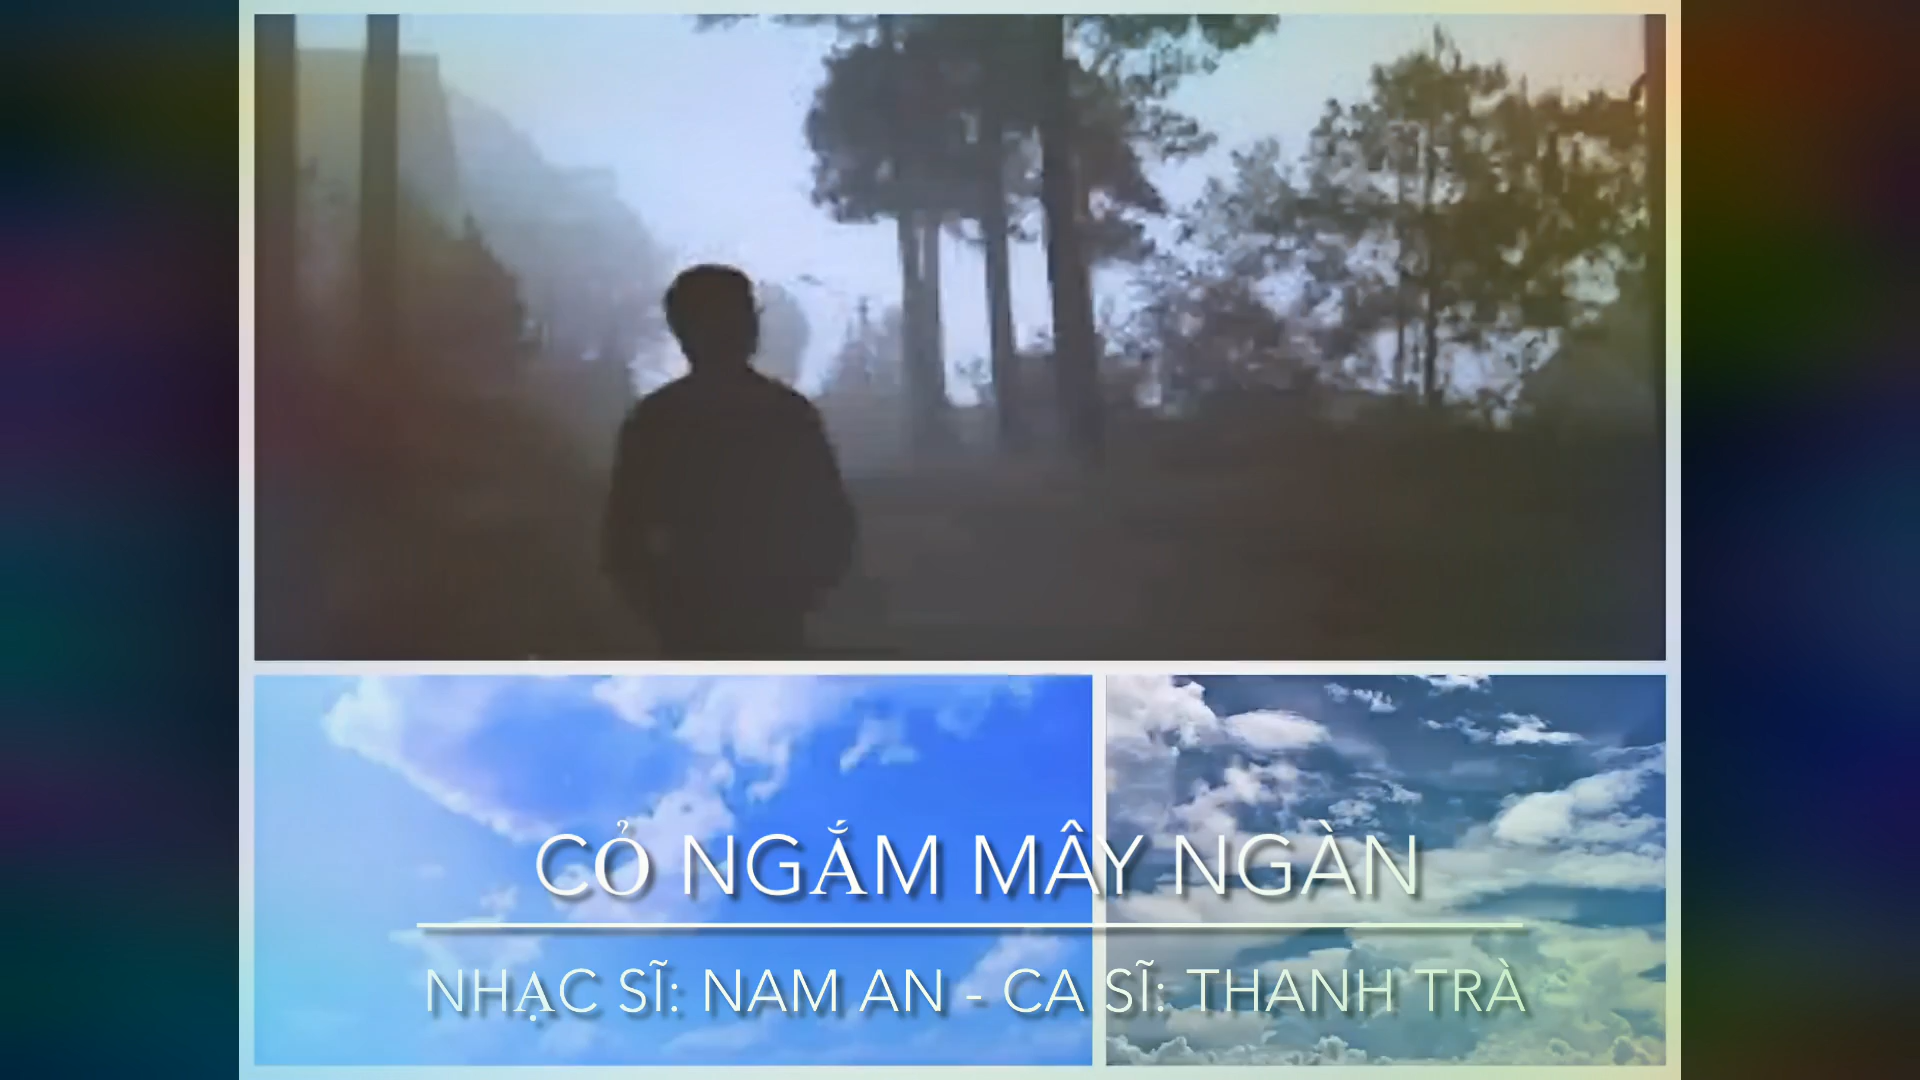 CỎ NGẮM MÂY NGÀN
NHẠC SĨ: NAM AN - CA SĨ: THANH TRÀ